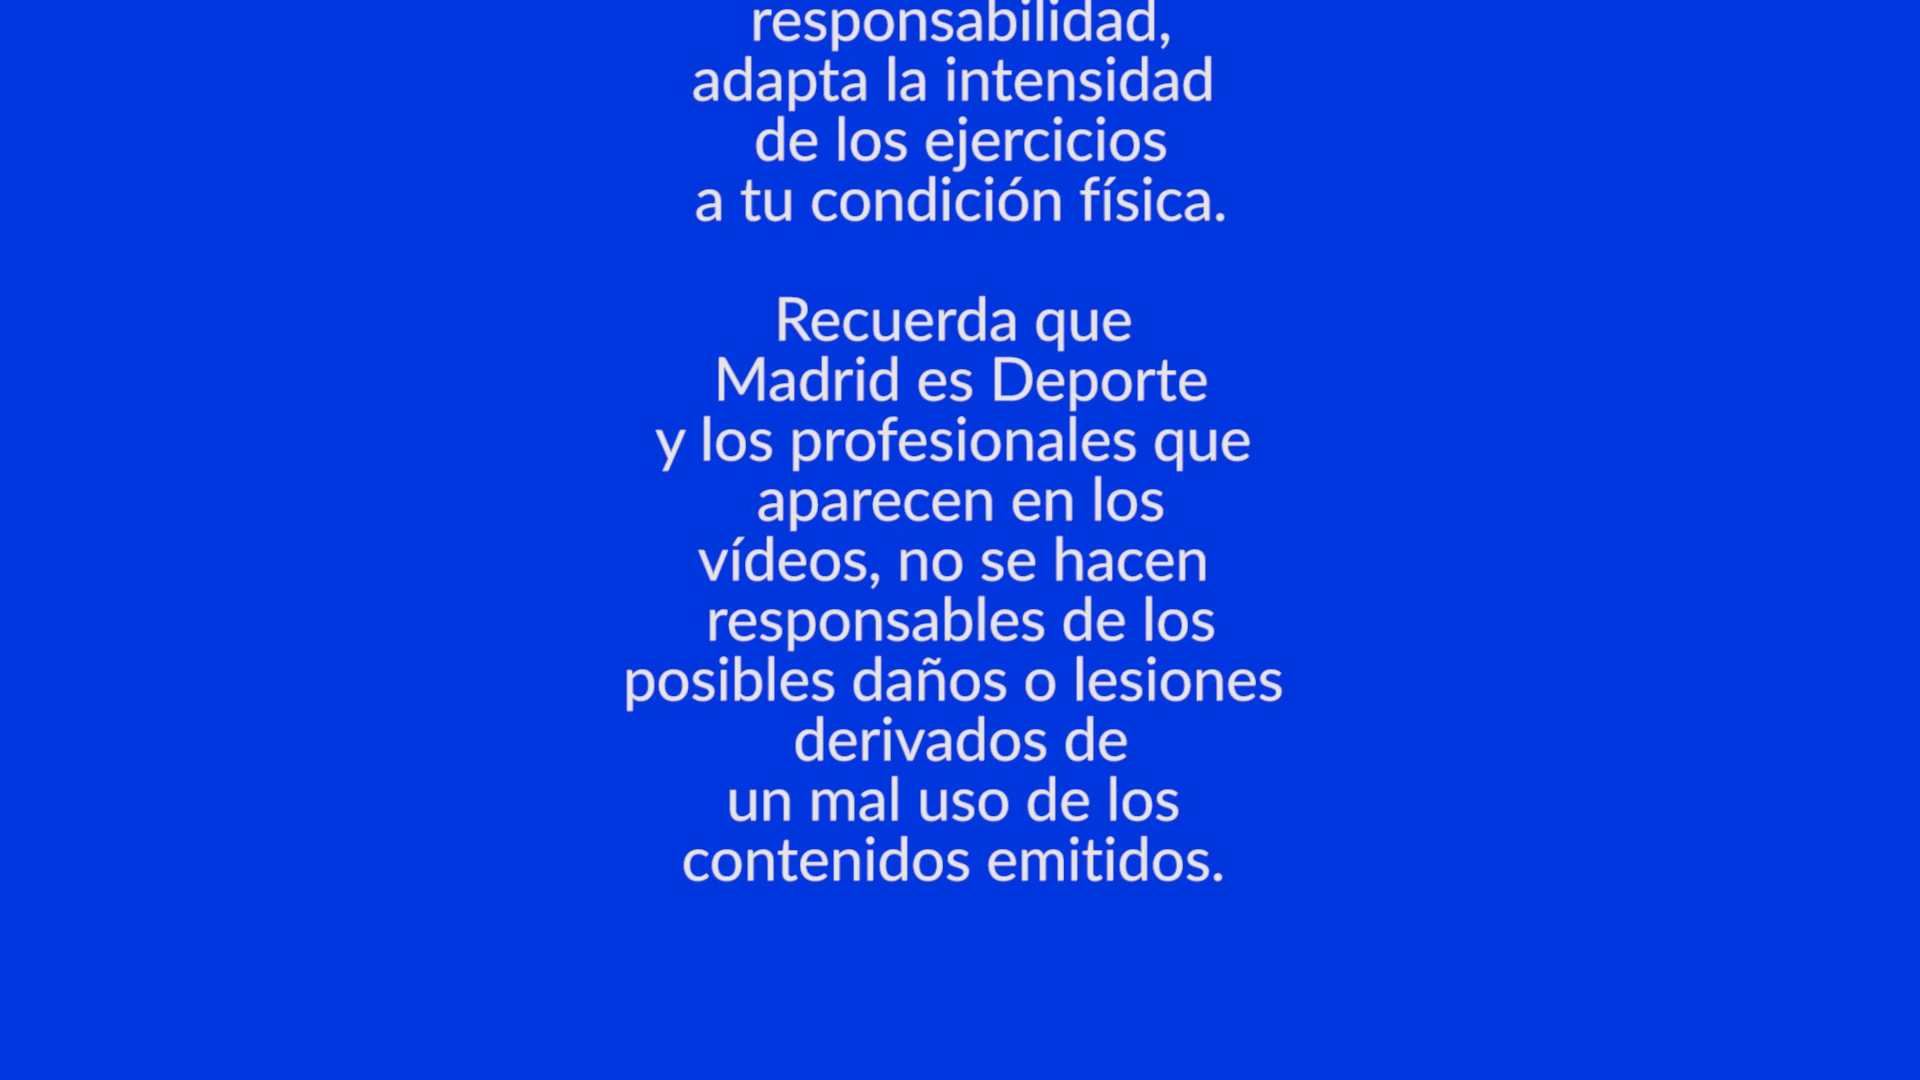 responsabilidad,
adapta la intensidad
de los ejercicios
a tu condición física.
Recuerda que
Madrid es Deporte
y los profesionales que
aparecen en los
vídeos, no se hacen
responsables de los
posibles daños o lesiones
derivados de
un mal uso de los
contenidos emitidos.